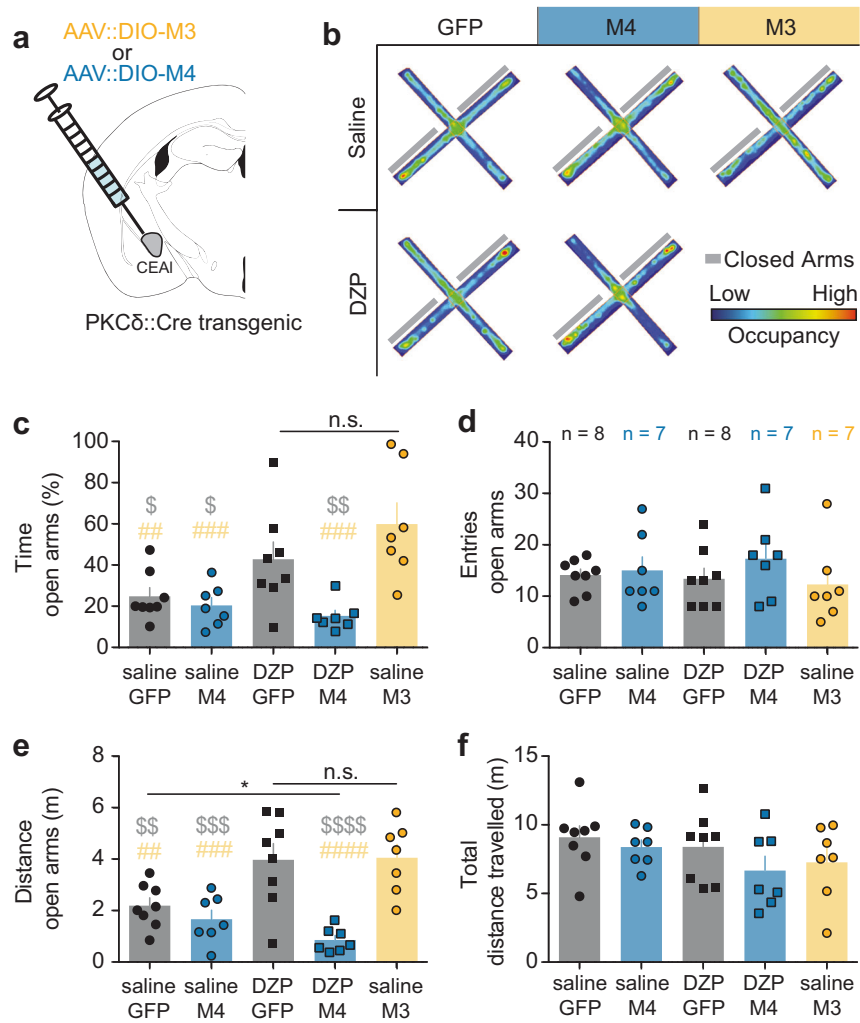 a
AAV::DIO-M3
or
AAV::DIO-M4
CEAl
PKCδ::Cre transgenic
b
GFP
M4
M3
Saline
DZP
Closed Arms
Low
High
Occupancy
c
n.s.
Time
open arms (%)
100
80
60
40
20
0
$
##
$
###
$$
###
saline
GFP
saline
M4
DZP
GFP
DZP
M4
saline
M3
d
n = 8
n = 7
n = 8
n = 7
n = 7
Entries
open arms
40
30
20
10
0
saline
GFP
saline
M4
DZP
GFP
DZP
M4
saline
M3
e
n.s.
*
Distance
open arms (m)
8
6
4
2
0
$$
##
$$$
###
$$$$
####
saline
GFP
saline
M4
DZP
GFP
DZP
M4
saline
M3
f
Total
distance travelled (m)
15
10
5
0
saline
GFP
saline
M4
DZP
GFP
DZP
M4
saline
M3